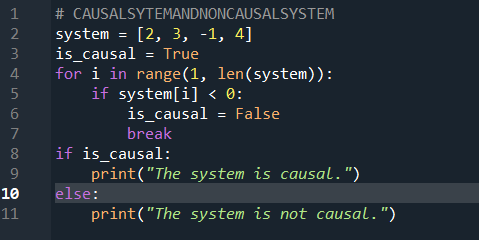 1 # CAUSALSYTEMANDNONCAUSALSYSTEM
2 system = [2, 3, -1, 4]
3 is_causal = True
4 for i in range(1, len(system)):
5     if system[i] < 0:
6         is_causal = False
7         break
8 if is_causal:
9     print("The system is causal.")
10 else:
11     print("The system is not causal.")